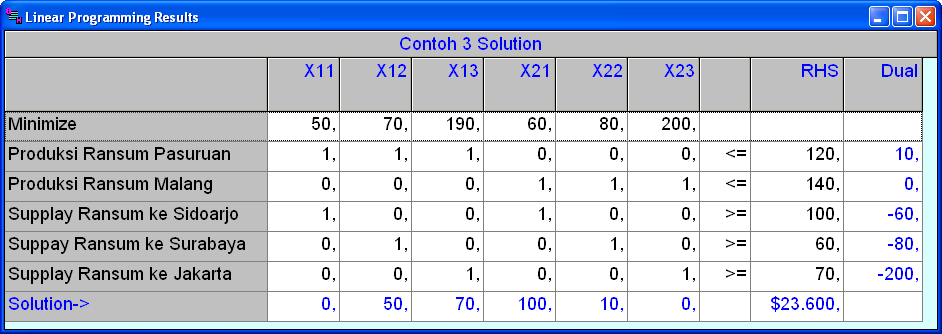 Linear Programming Results
Contoh 3 Solution
X11 X12 X13 X21 X22 X23 RHS Dual
Minimize 50, 70, 190, 60, 80, 200,
Produksi Ransum Pasuruan 1, 1, 1, 0, 0, 0, <= 120, 10,
Produksi Ransum Malang 0, 0, 0, 1, 1, 1, <= 140, 0,
Supplay Ransum ke Sidoarjo 1, 0, 0, 1, 0, 0, >= 100, -60,
Suppay Ransum ke Surabaya 0, 1, 0, 0, 1, 0, >= 60, -80,
Supplay Ransum ke Jakarta 0, 0, 1, 0, 0, 1, >= 70, -200,
Solution-> 0, 50, 70, 100, 10, 0, $23.600,